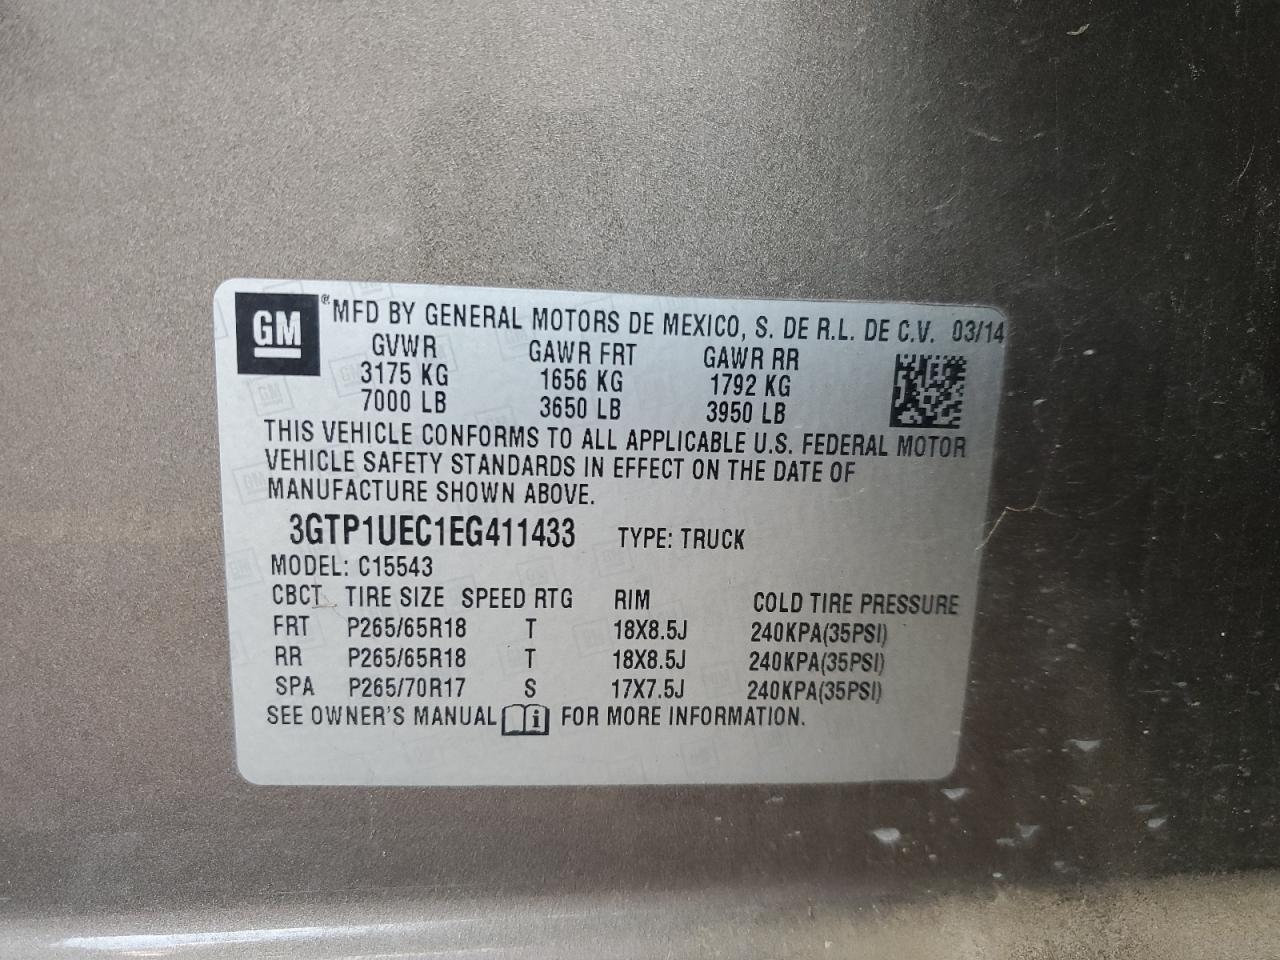 GM ® MFD BY GENERAL MOTORS DE MEXICO, S. DE R.L. DE C.V. 03/14
GVWR GAWR FRT GAWR RR
3175 KG 1656 KG 1792 KG
7000 LB 3650 LB 3950 LB
THIS VEHICLE CONFORMS TO ALL APPLICABLE U.S. FEDERAL MOTOR
VEHICLE SAFETY STANDARDS IN EFFECT ON THE DATE OF
MANUFACTURE SHOWN ABOVE.
3GTP1UEC1EG411433 TYPE: TRUCK
MODEL: C15543
CBCT TIRE SIZE SPEED RTG RIM COLD TIRE PRESSURE
FRT P265/65R18 T 18X8.5J 240KPA(35PSI)
RR P265/65R18 T 18X8.5J 240KPA(35PSI)
SPA P265/70R17 S 17X7.5J 240KPA(35PSI)
SEE OWNER'S MANUAL i FOR MORE INFORMATION.